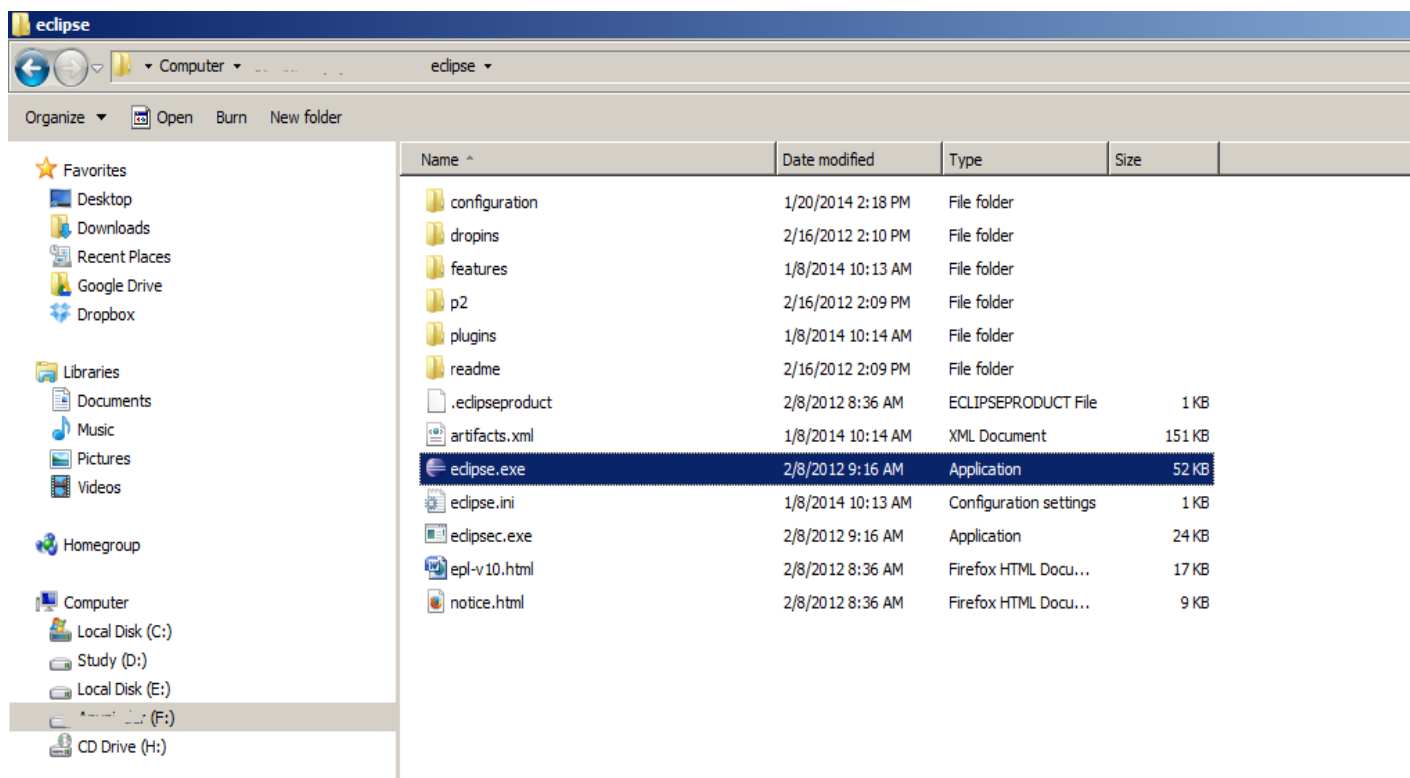 eclipse
Computer eclipse
Organize Open Burn New folder
Favorites
Desktop
Downloads
Recent Places
Google Drive
Dropbox
Libraries
Documents
Music
Pictures
Videos
Homegroup
Computer
Local Disk (C:)
Study (D:)
Local Disk (E:)
(F:)
CD Drive (H:)
Name Date modified Type Size
configuration 1/20/2014 2:18 PM File folder
dropins 2/16/2012 2:10 PM File folder
features 1/8/2014 10:13 AM File folder
p2 2/16/2012 2:09 PM File folder
plugins 1/8/2014 10:14 AM File folder
readme 2/16/2012 2:09 PM File folder
.eclipseproduct 2/8/2012 8:36 AM ECLIPSEPRODUCT File 1 KB
artifacts.xml 1/8/2014 10:14 AM XML Document 151 KB
eclipse.exe 2/8/2012 9:16 AM Application 52 KB
eclipse.ini 1/8/2014 10:13 AM Configuration settings 1 KB
eclipsec.exe 2/8/2012 9:16 AM Application 24 KB
epl-v10.html 2/8/2012 8:36 AM Firefox HTML Docu... 17 KB
notice.html 2/8/2012 8:36 AM Firefox HTML Docu... 9 KB